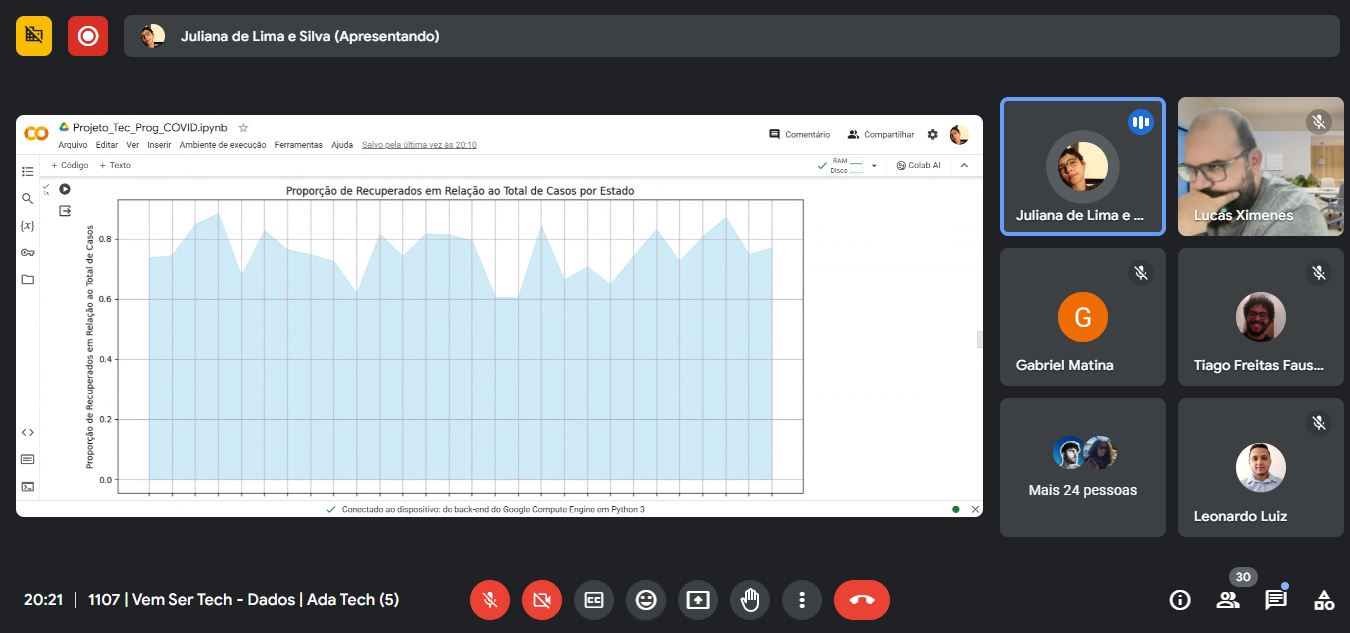 Juliana de Lima e Silva (Apresentando)
Projeto_Tec_Prog_COVID.ipynb
Comentário
Compartilhar
Arquivo Editar Ver Inserir Ambiente de execução Ferramentas Ajuda Salvo pela última vez às 20:10
+ Código + Texto
RAM
Disco
Colab AI
{x}
1s
Proporção de Recuperados em Relação ao Total de Casos por Estado
Proporção de Recuperados em Relação ao Total de Casos
0.8
0.6
0.4
0.2
0.0
Conectado ao dispositivo: de back-end do Google Compute Engine em Python 3
Juliana de Lima e ...
Lucas Ximenes
G
Gabriel Matina
Tiago Freitas Faus...
Mais 24 pessoas
Leonardo Luiz
20:21 | 1107 | Vem Ser Tech - Dados | Ada Tech (5)
CC
30